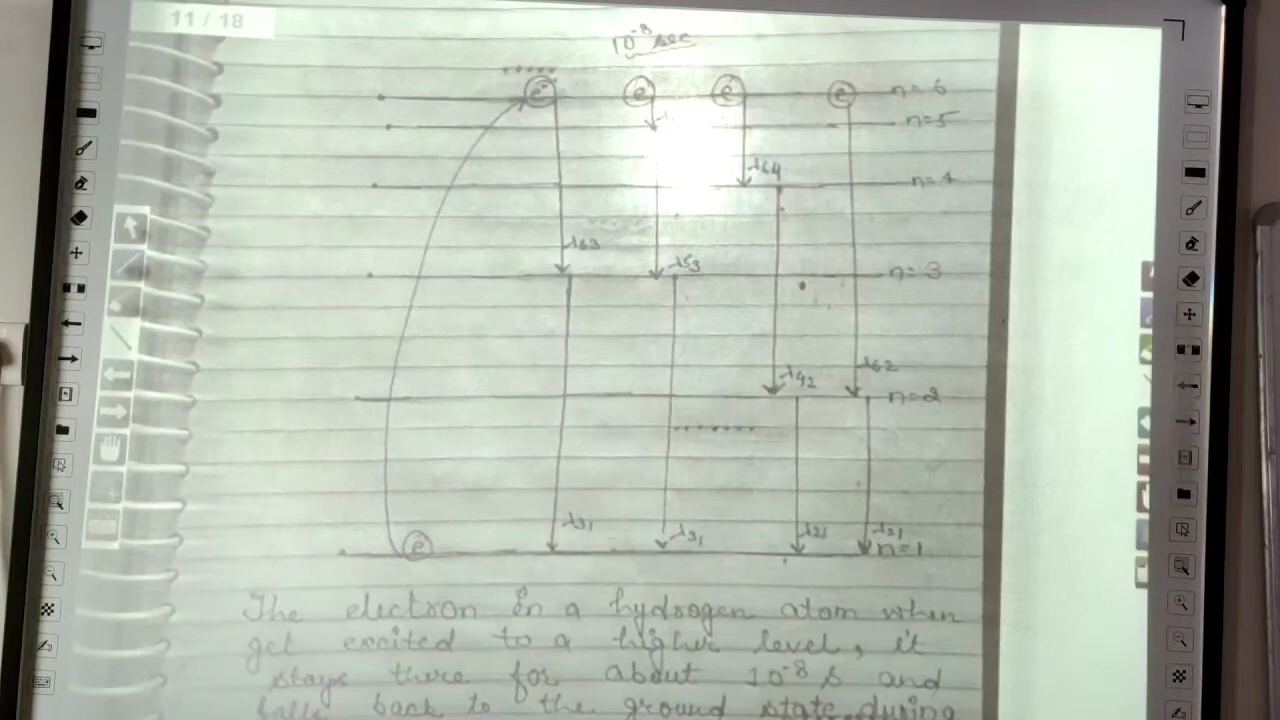 11 / 18
10⁻⁸ sec
e⁻ e e e n=6
n=5
λ64
n=4
λ63
λ53
n=3
λ42
λ62
n=2
λ31
λ31
λ21
λ21
e n=1
The electron in a hydrogen atom when
get excited to a higher level, it
stays there for about 10⁻⁸ s and
falls back to the ground state during